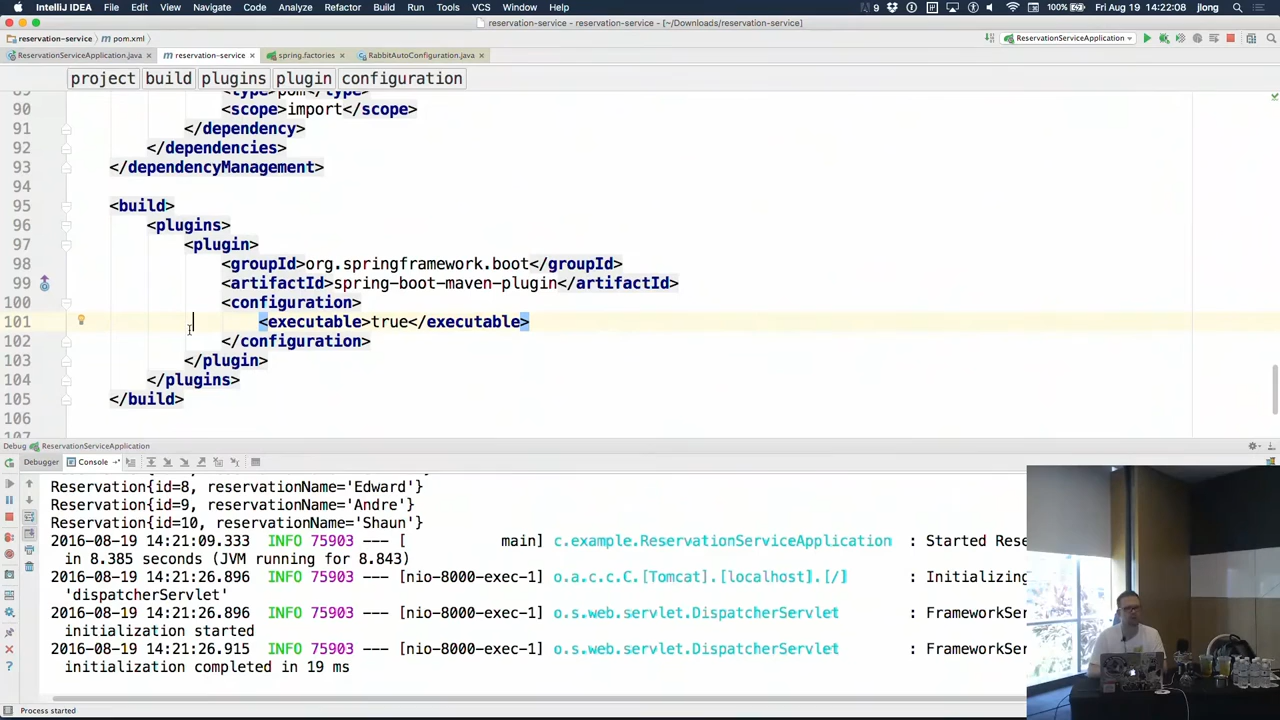 IntelliJ IDEA File Edit View Navigate Code Analyze Refactor Build Run Tools VCS Window Help 100% Fri Aug 19 14:22:08 jlong
reservation-service - reservation-service - [~/Downloads/reservation-service]
reservation-service pom.xml ReservationServiceApplication
ReservationServiceApplication.java reservation-service spring.factories RabbitAutoConfiguration.java
project build plugins plugin configuration
89 <type>pom</type>
90 <scope>import</scope>
91 </dependency>
92 </dependencies>
93 </dependencyManagement>
94
95 <build>
96 <plugins>
97 <plugin>
98 <groupId>org.springframework.boot</groupId>
99 <artifactId>spring-boot-maven-plugin</artifactId>
100 <configuration>
101 <executable>true</executable>
102 </configuration>
103 </plugin>
104 </plugins>
105 </build>
106
107
Debug ReservationServiceApplication
Debugger Console
Reservation{id=8, reservationName='Edward'}
Reservation{id=9, reservationName='Andre'}
Reservation{id=10, reservationName='Shaun'}
2016-08-19 14:21:09.333 INFO 75903 --- [ main] c.example.ReservationServiceApplication : Started Rese
in 8.385 seconds (JVM running for 8.843)
2016-08-19 14:21:26.896 INFO 75903 --- [nio-8000-exec-1] o.a.c.c.C.[Tomcat].[localhost].[/] : Initializing
'dispatcherServlet'
2016-08-19 14:21:26.896 INFO 75903 --- [nio-8000-exec-1] o.s.web.servlet.DispatcherServlet : FrameworkSer
initialization started
2016-08-19 14:21:26.915 INFO 75903 --- [nio-8000-exec-1] o.s.web.servlet.DispatcherServlet : FrameworkSer
initialization completed in 19 ms
Process started